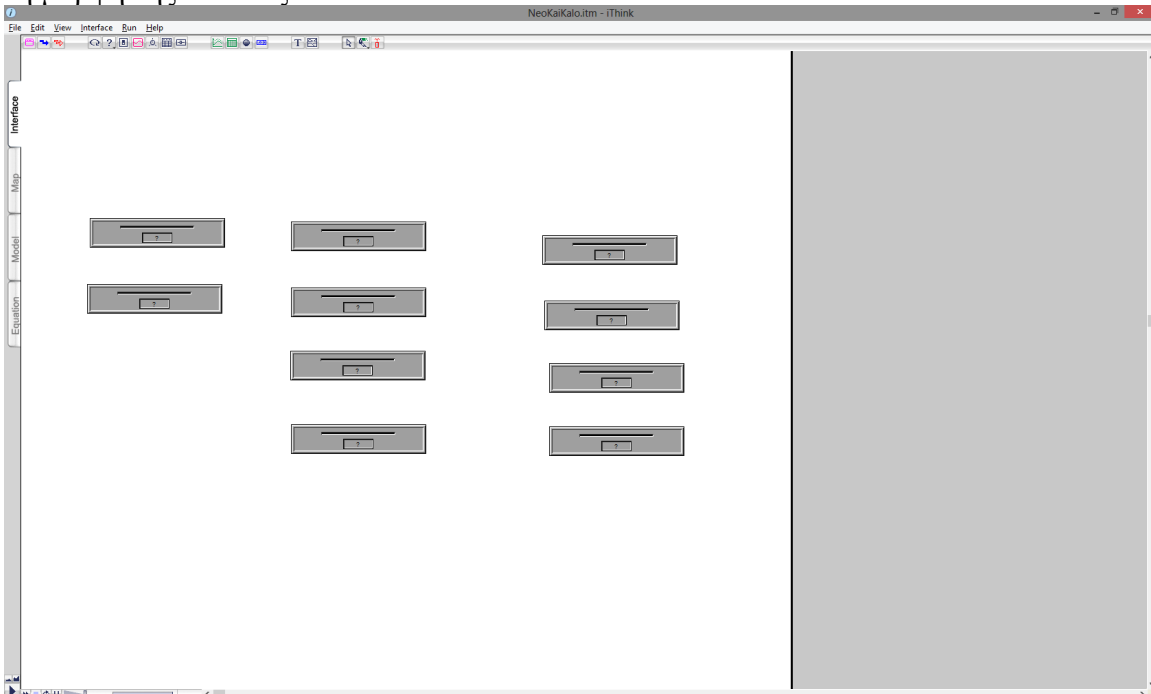 NeoKaiKalo.itm - iThink
File Edit View Interface Run Help
Interface
Map
Model
Equation
?
?
?
?
?
?
?
?
?
?